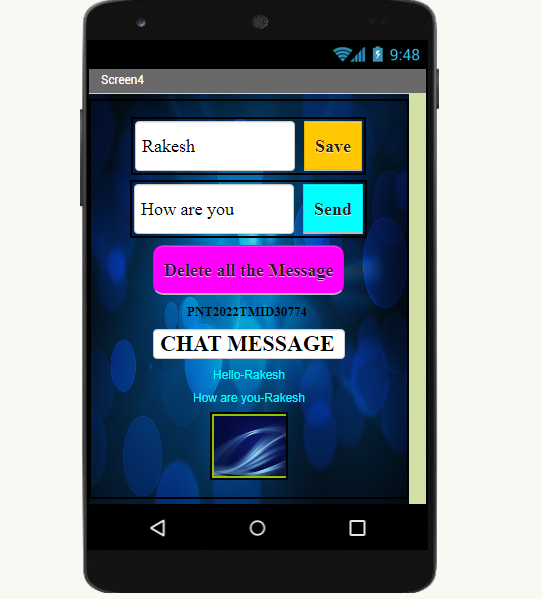 9:48
Screen4
Rakesh
Save
How are you
Send
Delete all the Message
PNT2022TMID30774
CHAT MESSAGE
Hello-Rakesh
How are you-Rakesh